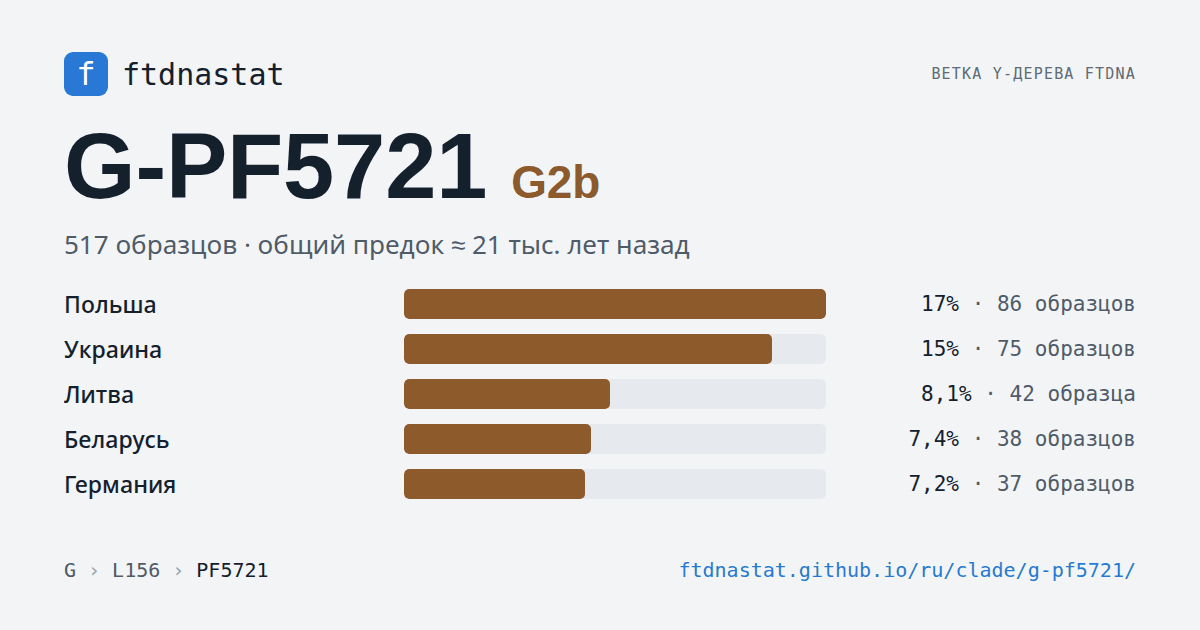 f ftdnastat
ВЕТКА Y-ДЕРЕВА FTDNA
G-PF5721 G2b
517 образцов · общий предок ≈ 21 тыс. лет назад
Польша 17% · 86 образцов
Украина 15% · 75 образцов
Литва 8,1% · 42 образца
Беларусь 7,4% · 38 образцов
Германия 7,2% · 37 образцов
G › L156 › PF5721
ftdnastat.github.io/ru/clade/g-pf5721/